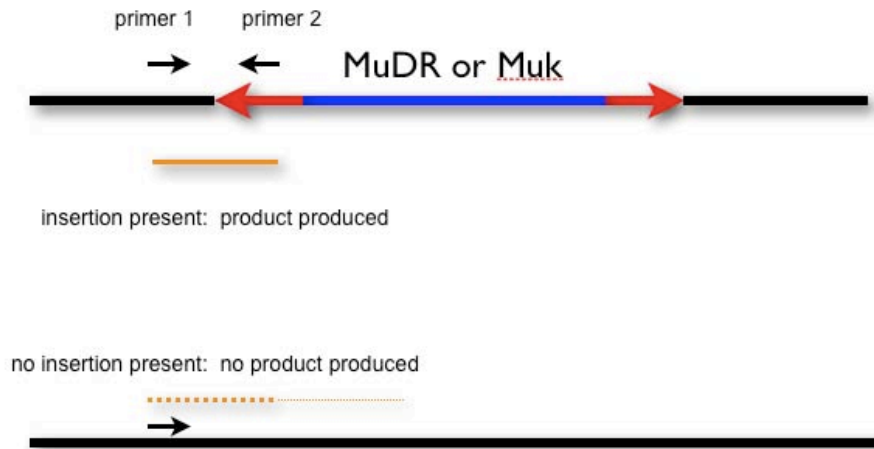 primer 1 primer 2
MuDR or Muk
insertion present: product produced
no insertion present: no product produced